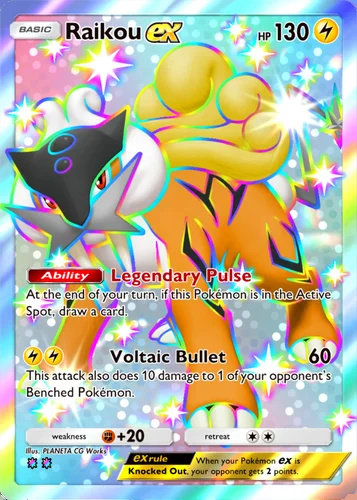 BASIC Raikou ex HP 130
Ability Legendary Pulse
At the end of your turn, if this Pokémon is in the Active
Spot, draw a card.
Voltaic Bullet 60
This attack also does 10 damage to 1 of your opponent's
Benched Pokémon.
weakness +20 retreat
Illus. PLANETA CG Works
ex rule When your Pokémon ex is
Knocked Out, your opponent gets 2 points.